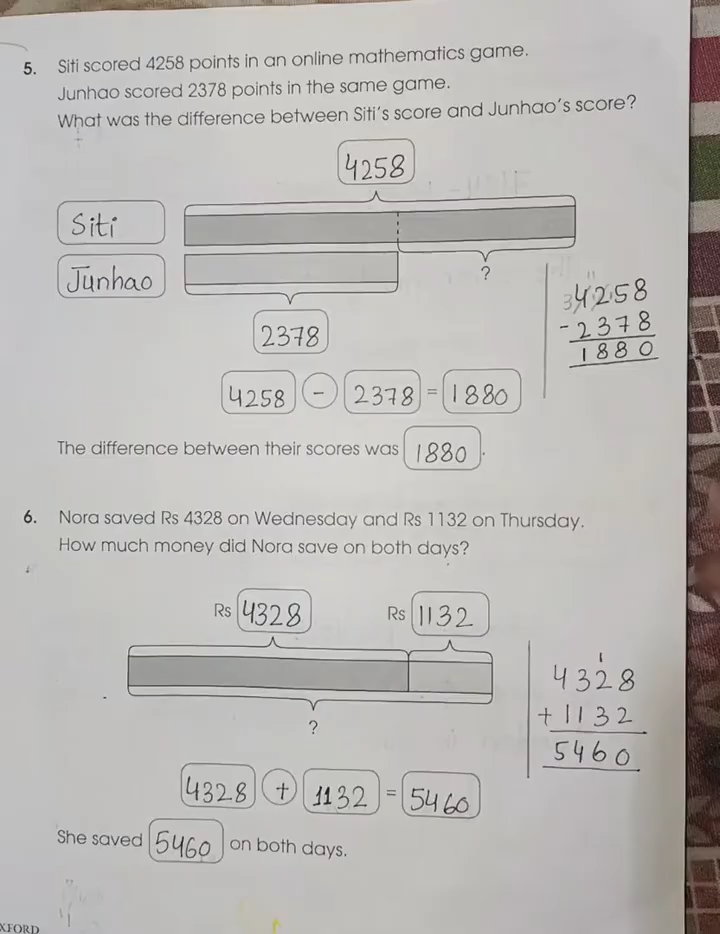 5. Siti scored 4258 points in an online mathematics game.
Junhao scored 2378 points in the same game.
What was the difference between Siti's score and Junhao's score?
4258
Siti
Junhao
?
2378
4258
- 2378
1880
4258 - 2378 = 1880
The difference between their scores was 1880.
6. Nora saved Rs 4328 on Wednesday and Rs 1132 on Thursday.
How much money did Nora save on both days?
Rs 4328 Rs 1132
?
1
4328
+ 1132
5460
4328 + 1132 = 5460
She saved 5460 on both days.
XFORD